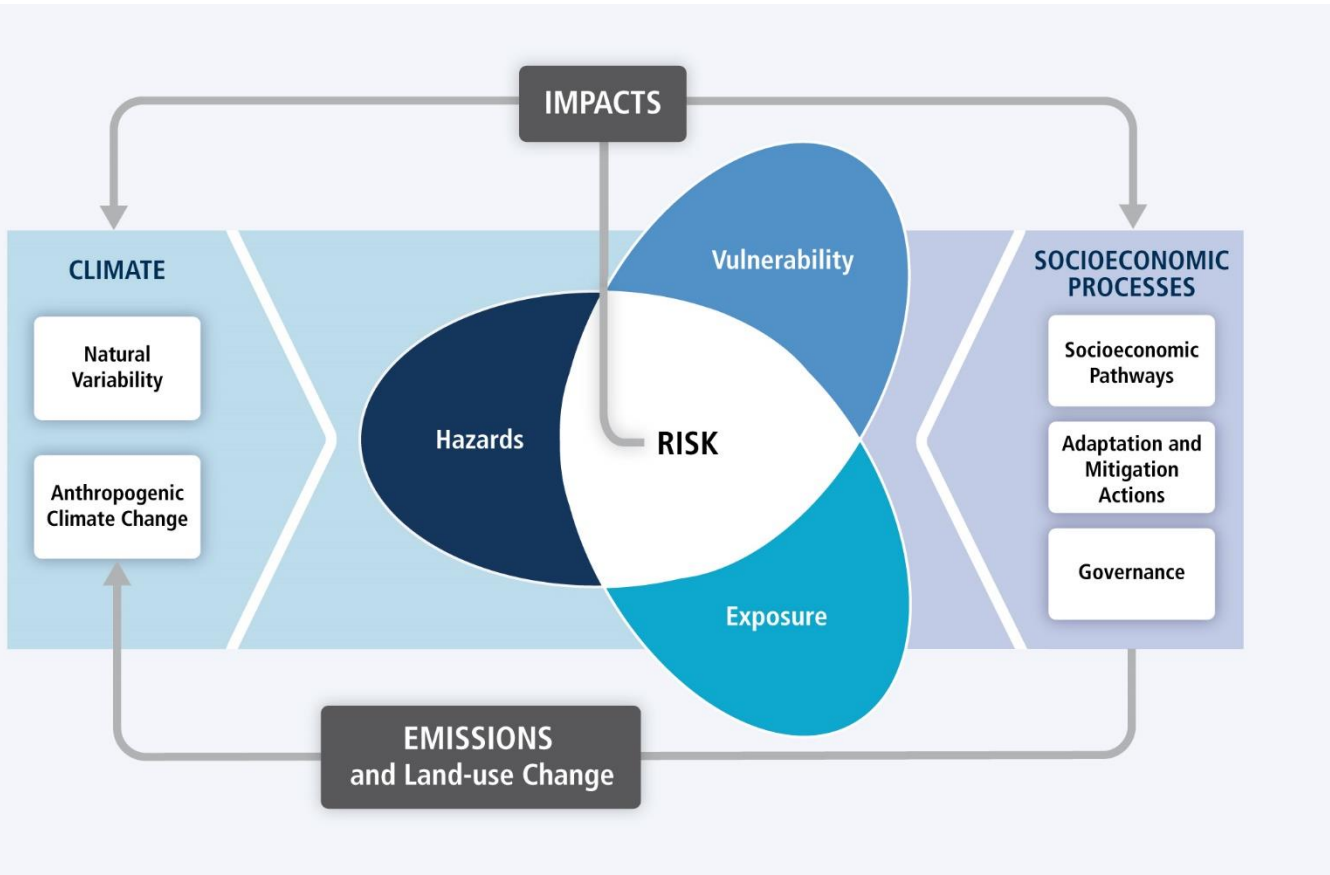 IMPACTS
CLIMATE
Natural
Variability
Anthropogenic
Climate Change
Vulnerability
Hazards
RISK
Exposure
SOCIOECONOMIC
PROCESSES
Socioeconomic
Pathways
Adaptation and
Mitigation
Actions
Governance
EMISSIONS
and Land-use Change